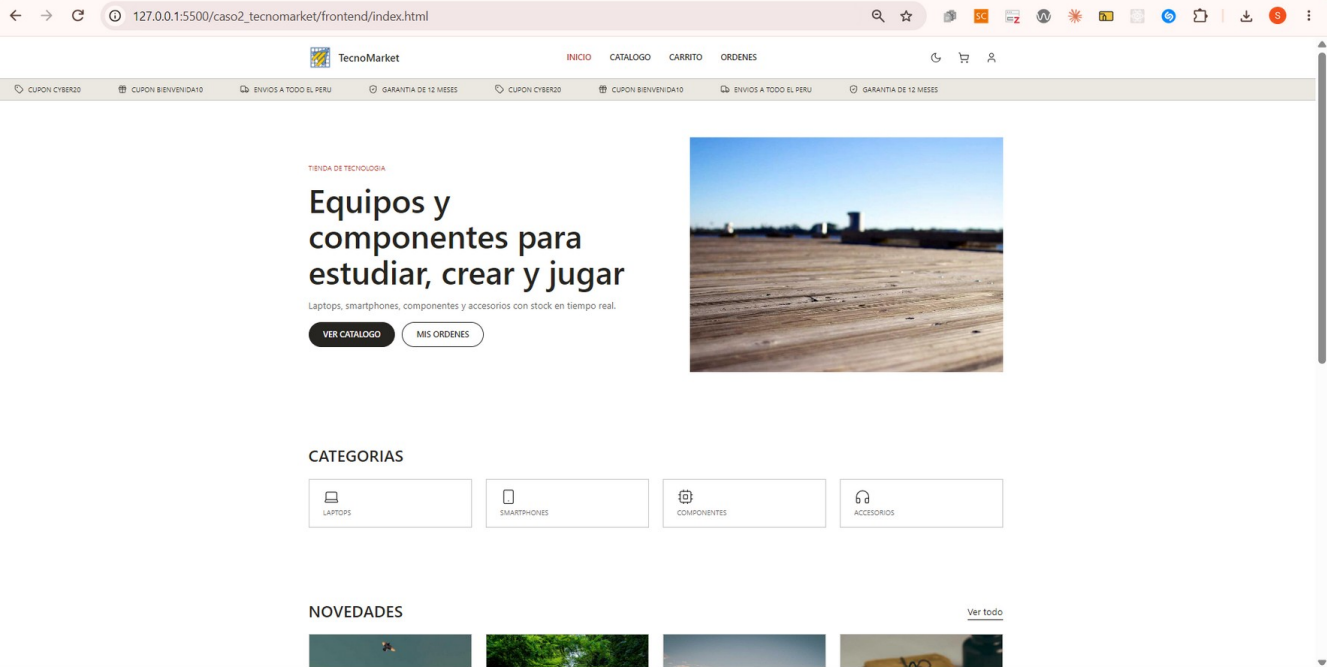 127.0.0.1:5500/caso2_tecnomarket/frontend/index.html
SC
S
TecnoMarket
INICIO CATALOGO CARRITO ORDENES
CUPON CYBER20 CUPON BIENVENIDA10 ENVIOS A TODO EL PERU GARANTIA DE 12 MESES CUPON CYBER20 CUPON BIENVENIDA10 ENVIOS A TODO EL PERU GARANTIA DE 12 MESES
TIENDA DE TECNOLOGIA
Equipos y
componentes para
estudiar, crear y jugar
Laptops, smartphones, componentes y accesorios con stock en tiempo real.
VER CATALOGO MIS ORDENES
CATEGORIAS
LAPTOPS SMARTPHONES COMPONENTES ACCESORIOS
NOVEDADES Ver todo